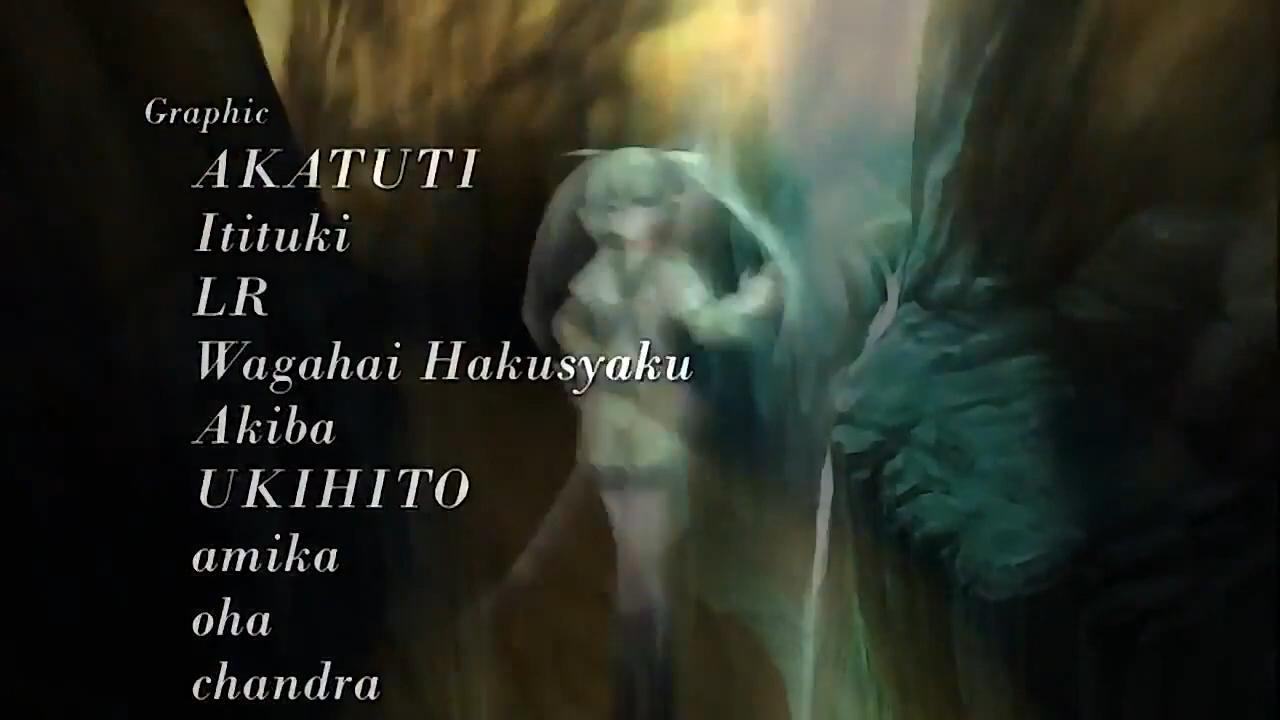 Graphic
AKATUTI
Itituki
LR
Wagahai Hakusyaku
Akiba
UKIHITO
amika
oha
chandra